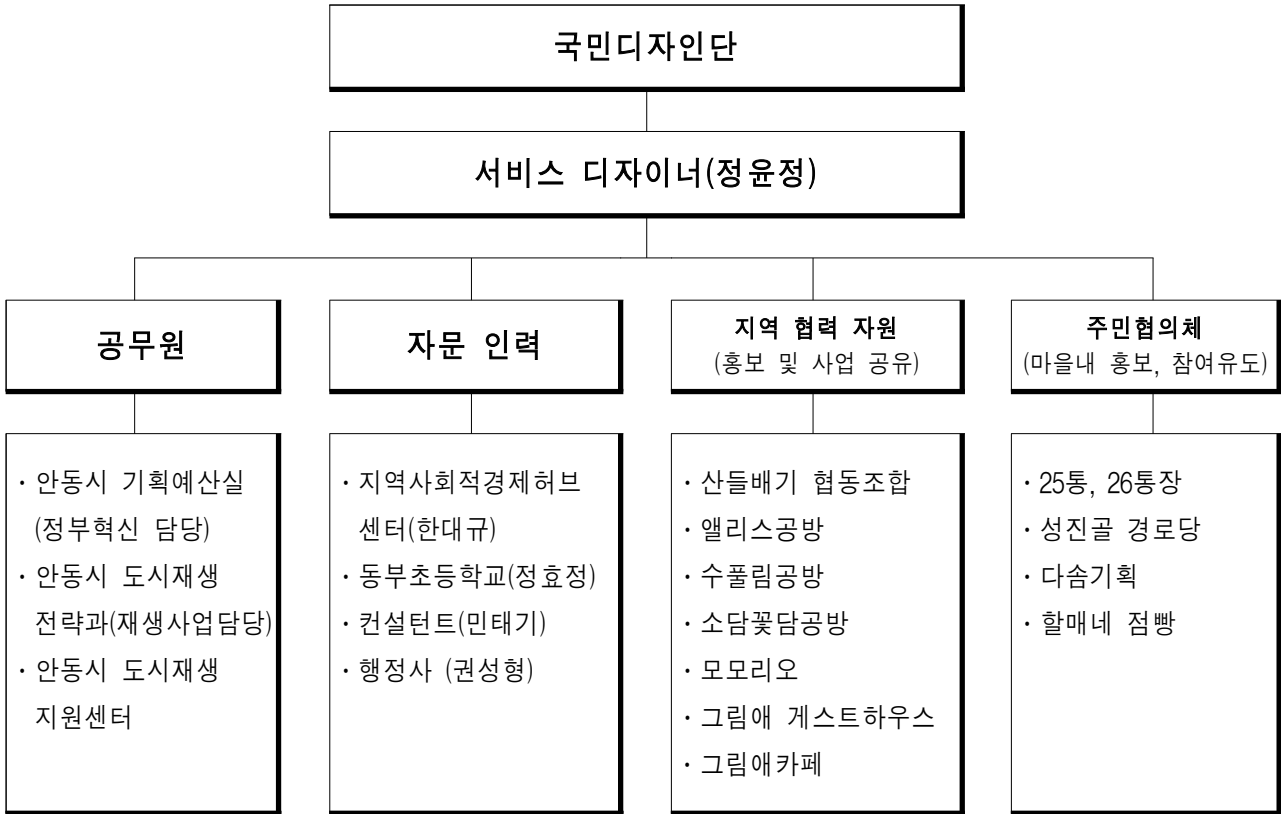 국민디자인단
서비스 디자이너(정윤정)
공무원
자문 인력
지역 협력 자원
(홍보 및 사업 공유)
주민협의체
(마을내 홍보, 참여유도)
· 안동시 기획예산실
(정부혁신 담당)
· 안동시 도시재생
전략과(재생사업담당)
· 안동시 도시재생
지원센터
· 지역사회적경제허브
센터(한대규)
· 동부초등학교(정효정)
· 컨설턴트(민태기)
· 행정사 (권성형)
· 산들배기 협동조합
· 앨리스공방
· 수풀림공방
· 소담꽃담공방
· 모모리오
· 그림애 게스트하우스
· 그림애카페
· 25통, 26통장
· 성진골 경로당
· 다솜기획
· 할매네 점빵